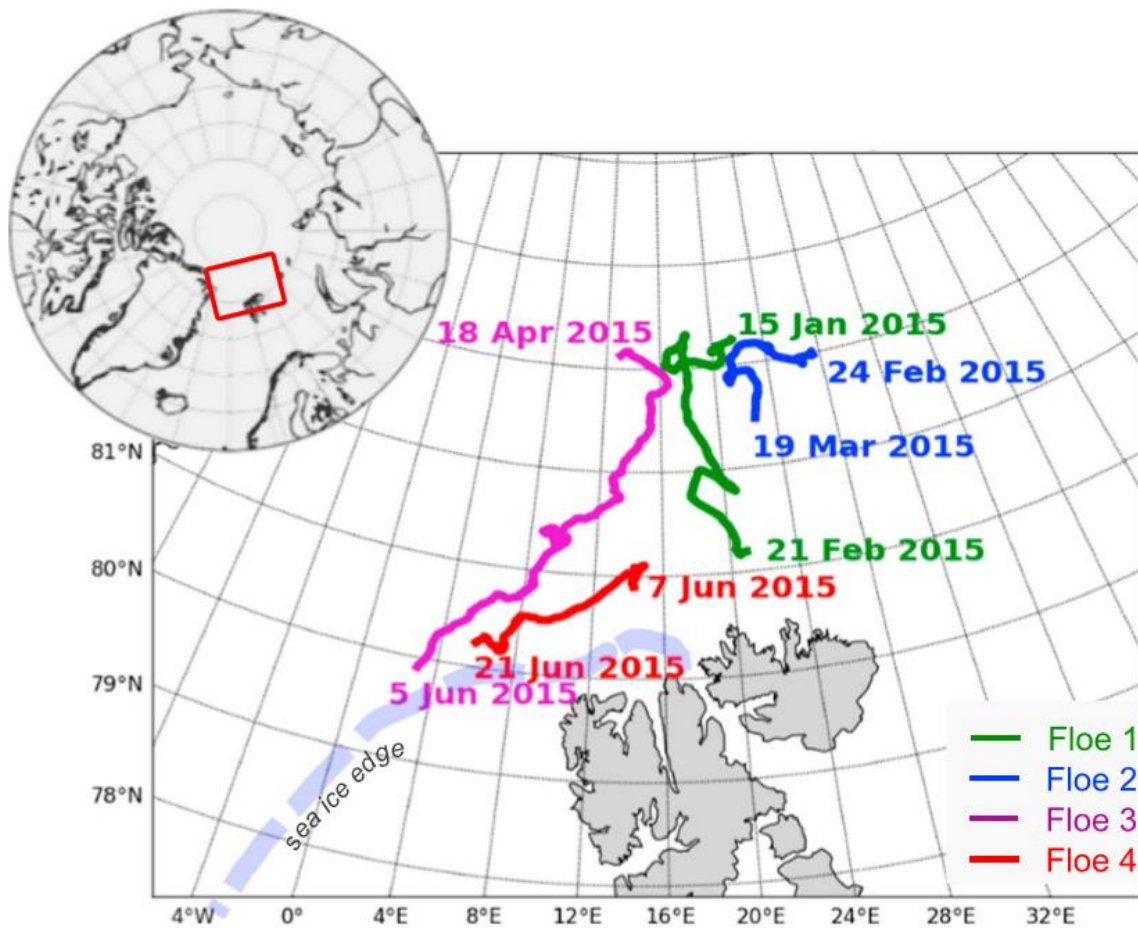 18 Apr 2015
15 Jan 2015
24 Feb 2015
19 Mar 2015
81°N
21 Feb 2015
80°N
7 Jun 2015
21 Jun 2015
79°N
5 Jun 2015
sea ice edge
78°N
Floe 1
Floe 2
Floe 3
Floe 4
4°W 0° 4°E 8°E 12°E 16°E 20°E 24°E 28°E 32°E